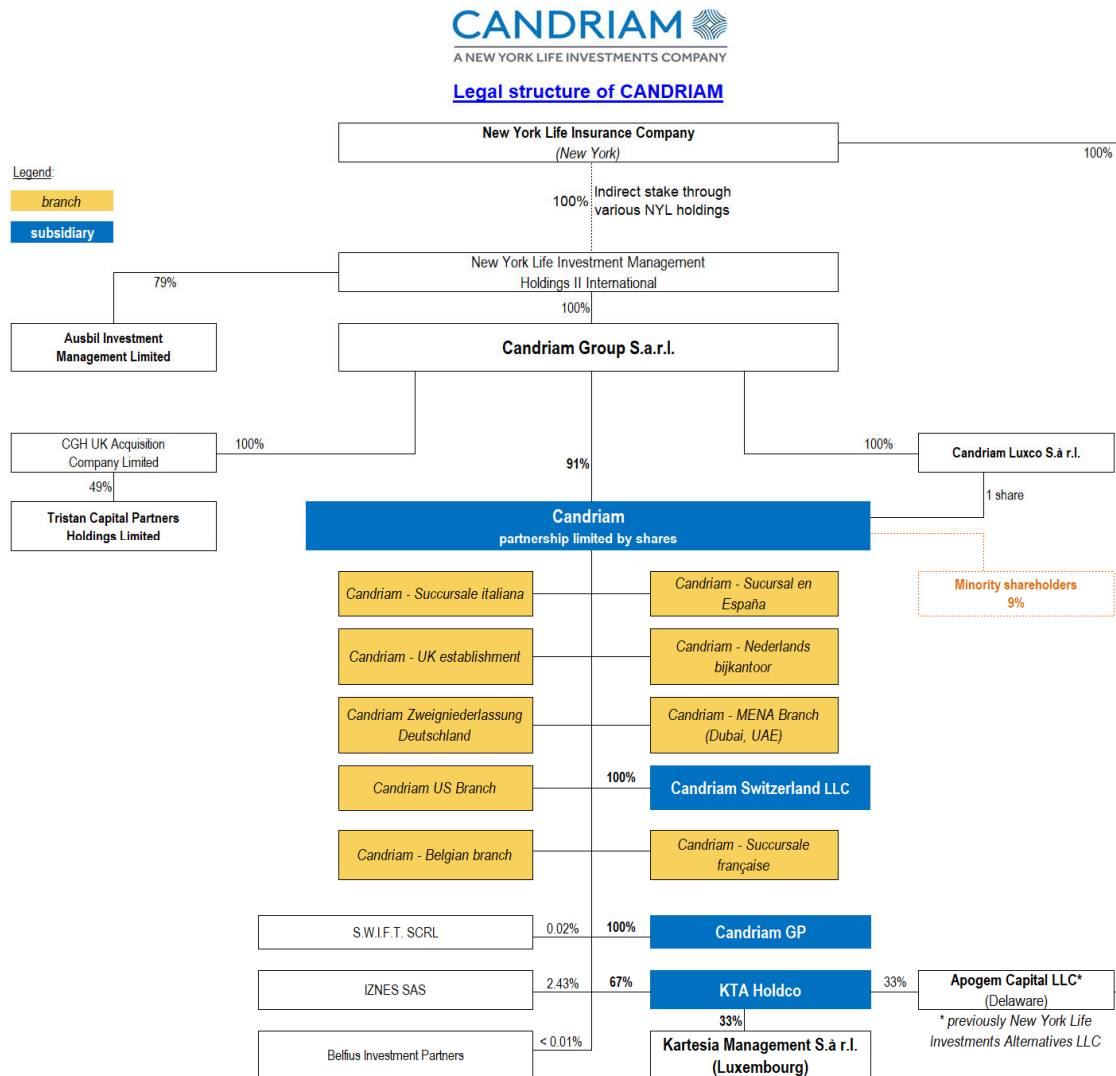 CANDRIAM
A NEW YORK LIFE INVESTMENTS COMPANY
Legal structure of CANDRIAM
New York Life Insurance Company
(New York)
100%
Legend:
branch
subsidiary
100%
Indirect stake through
various NYL holdings
New York Life Investment Management
Holdings II International
79%
100%
Ausbil Investment
Management Limited
Candriam Group S.a.r.l.
CGH UK Acquisition
Company Limited
100%
91%
100%
Candriam Luxco S.à r.l.
49%
1 share
Tristan Capital Partners
Holdings Limited
Candriam
partnership limited by shares
Minority shareholders
9%
Candriam - Succursale italiana
Candriam - Sucursal en
España
Candriam - UK establishment
Candriam - Nederlands
bijkantoor
Candriam Zweigniederlassung
Deutschland
Candriam - MENA Branch
(Dubai, UAE)
Candriam US Branch
100%
Candriam Switzerland LLC
Candriam - Belgian branch
Candriam - Succursale
française
S.W.I.F.T. SCRL
0.02%
100%
Candriam GP
IZNES SAS
2.43%
67%
KTA Holdco
33%
Apogem Capital LLC*
(Delaware)
* previously New York Life
Investments Alternatives LLC
33%
Belfius Investment Partners
< 0.01%
Kartesia Management S.à r.l.
(Luxembourg)